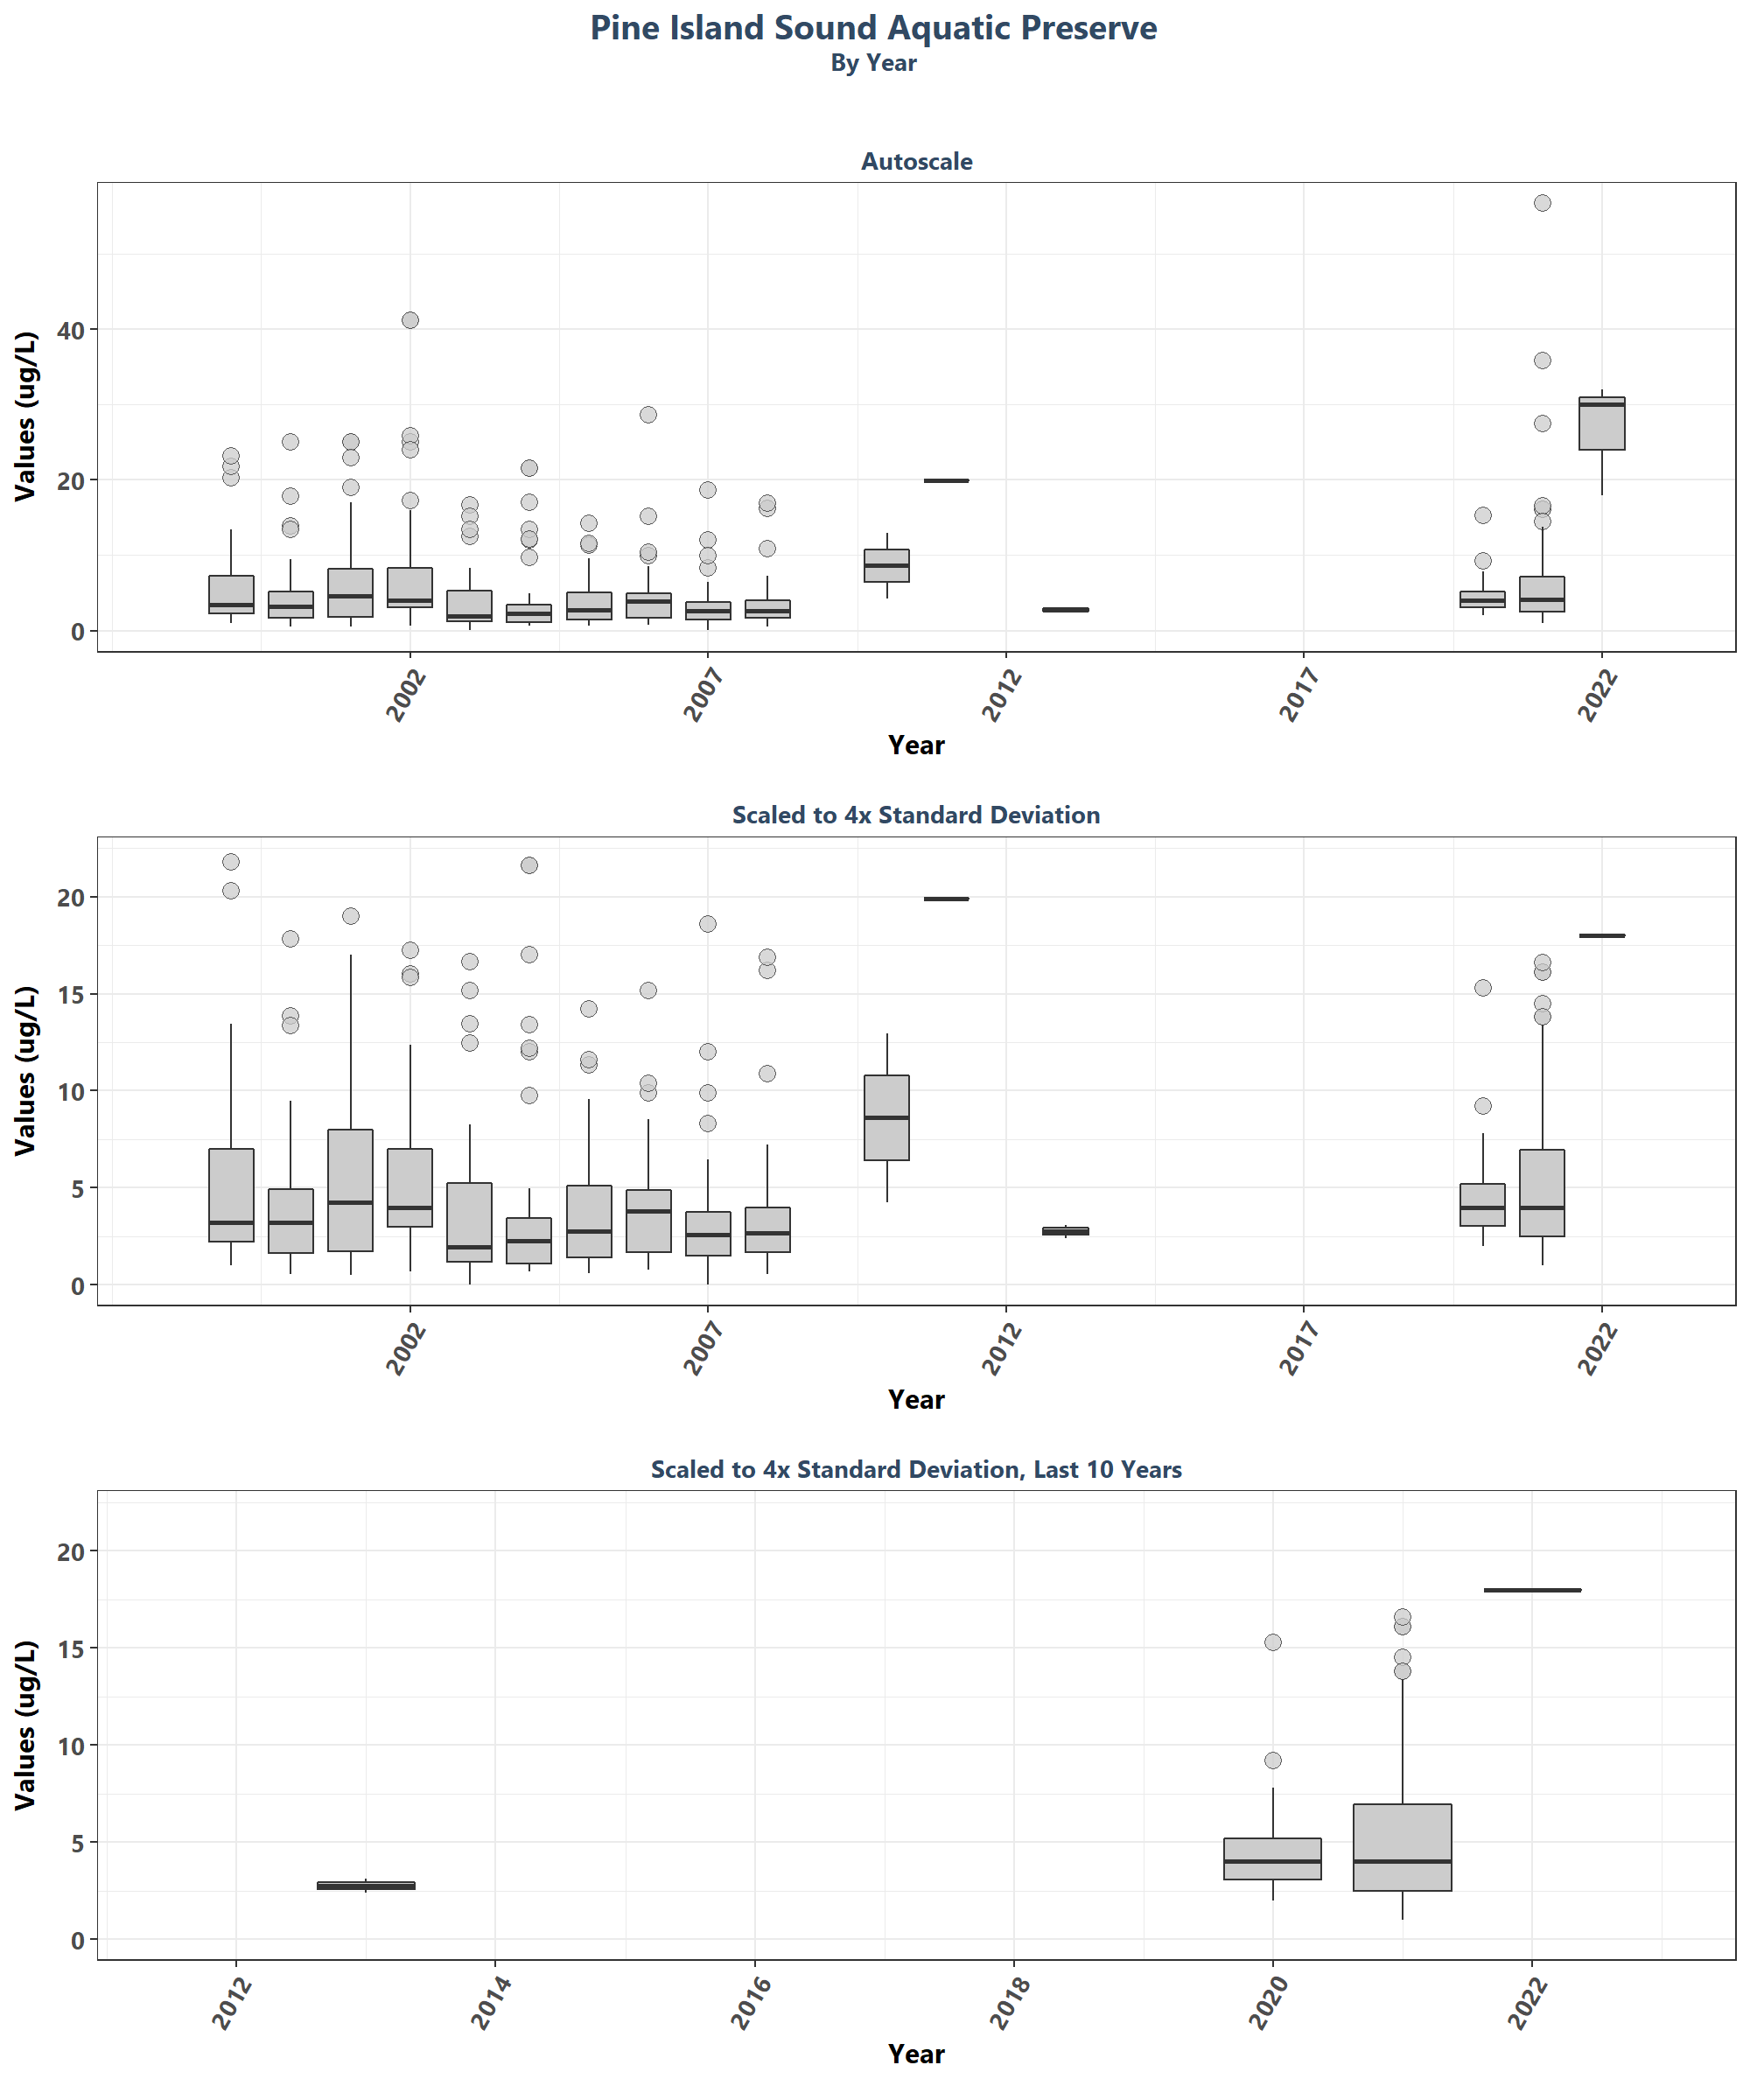 Pine Island Sound Aquatic Preserve
By Year
Autoscale
Values (ug/L)
40
20
0
2002 2007 2012 2017 2022
Year
Scaled to 4x Standard Deviation
Values (ug/L)
20
15
10
5
0
2002 2007 2012 2017 2022
Year
Scaled to 4x Standard Deviation, Last 10 Years
Values (ug/L)
20
15
10
5
0
2012 2014 2016 2018 2020 2022
Year